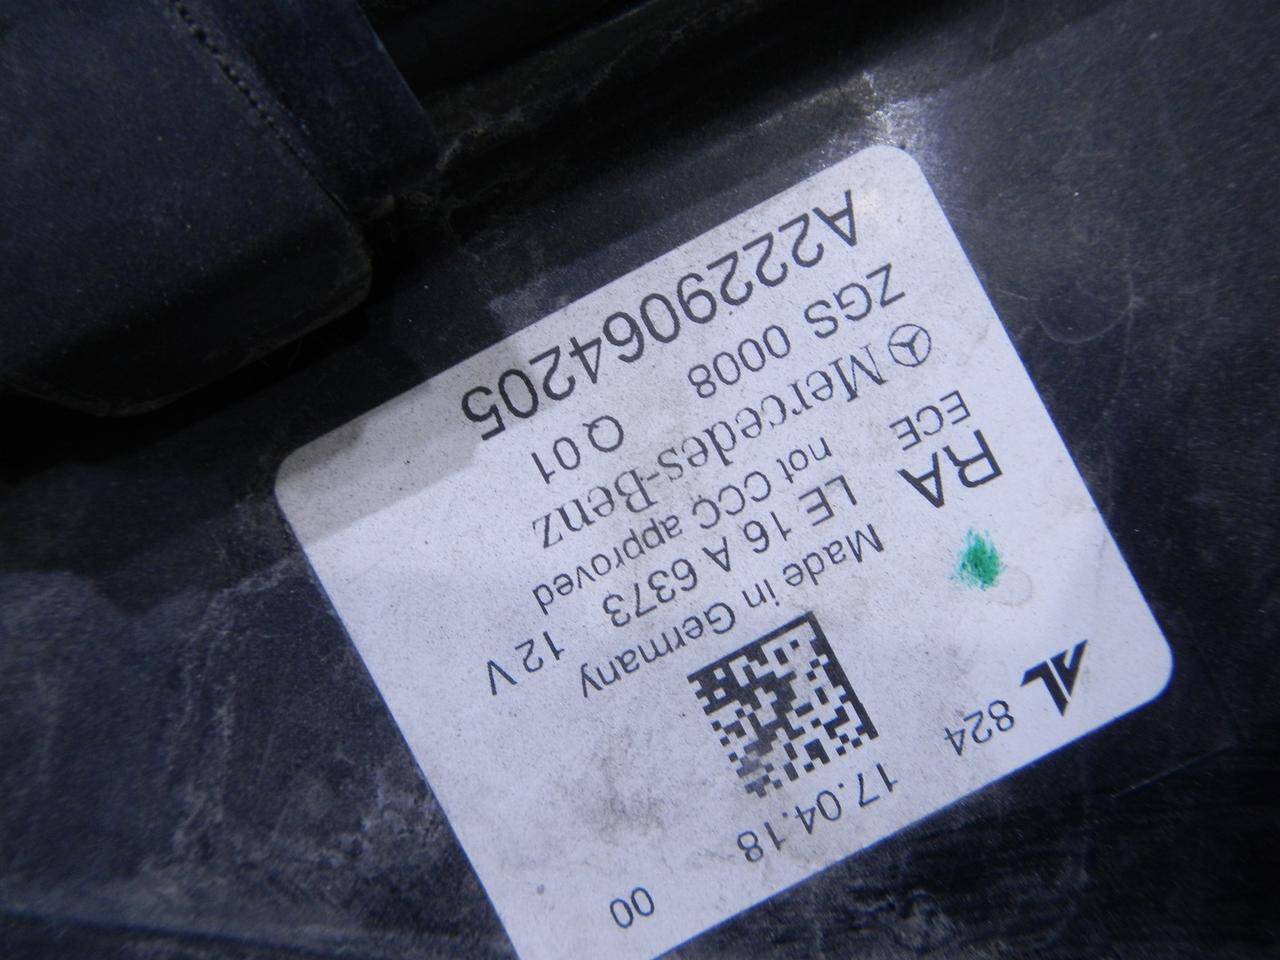 A2229064205
ZGS 0008 Q 01
Mercedes-Benz
ECE not CCC approved
RA LE 16 A 6373 12 V
Made in Germany
AL 824 17.04.18 00